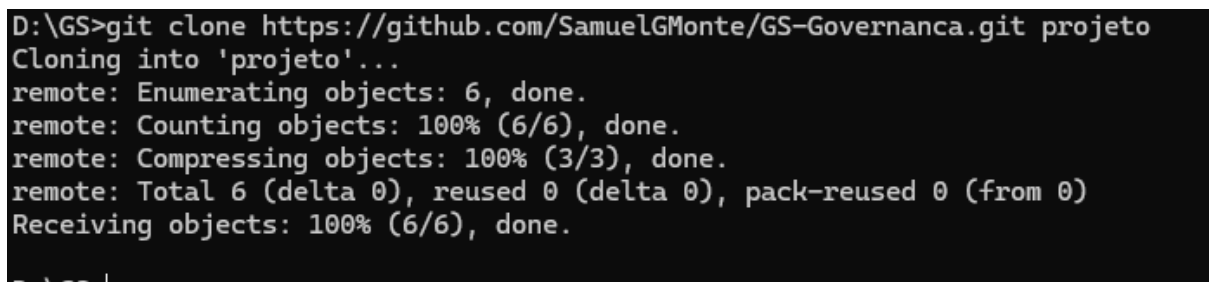 D:\GS>git clone https://github.com/SamuelGMonte/GS-Governanca.git projeto
Cloning into 'projeto'...
remote: Enumerating objects: 6, done.
remote: Counting objects: 100% (6/6), done.
remote: Compressing objects: 100% (3/3), done.
remote: Total 6 (delta 0), reused 0 (delta 0), pack-reused 0 (from 0)
Receiving objects: 100% (6/6), done.